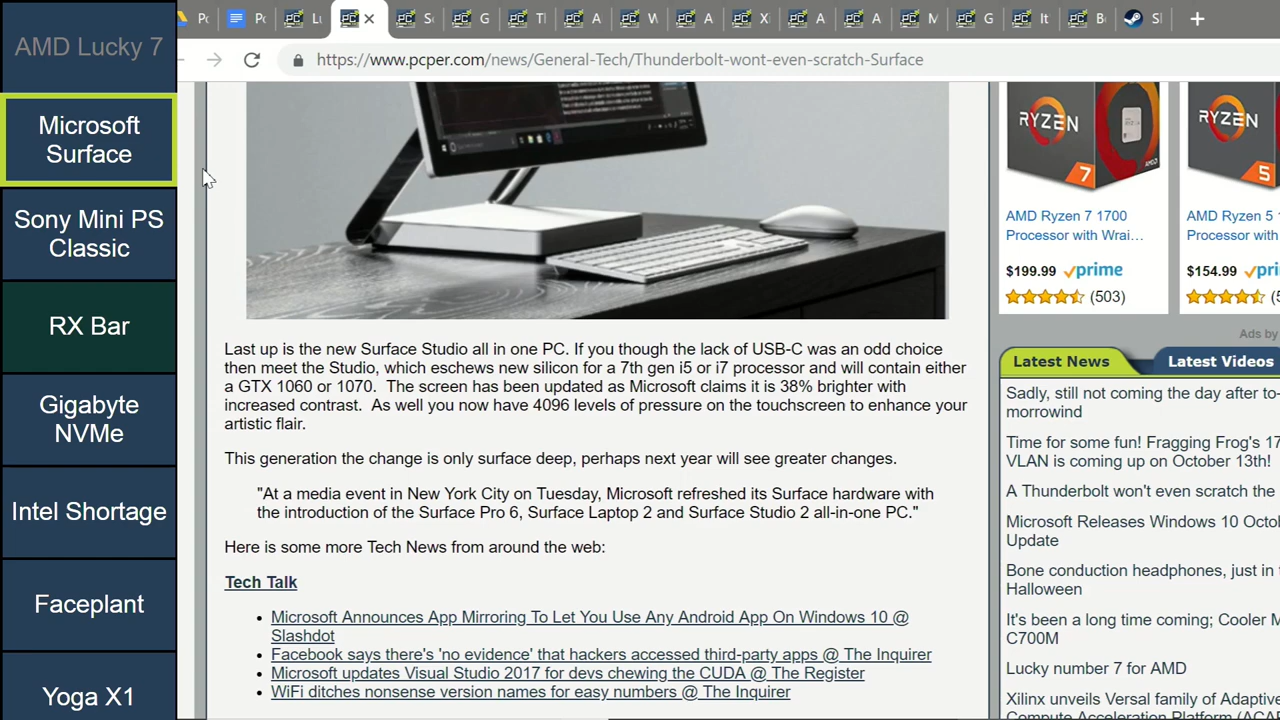 AMD Lucky 7
Microsoft
Surface
Sony Mini PS
Classic
RX Bar
Gigabyte
NVMe
Intel Shortage
Faceplant
Yoga X1
https://www.pcper.com/news/General-Tech/Thunderbolt-wont-even-scratch-Surface
Last up is the new Surface Studio all in one PC. If you though the lack of USB-C was an odd choice
then meet the Studio, which eschews new silicon for a 7th gen i5 or i7 processor and will contain either
a GTX 1060 or 1070. The screen has been updated as Microsoft claims it is 38% brighter with
increased contrast. As well you now have 4096 levels of pressure on the touchscreen to enhance your
artistic flair.
This generation the change is only surface deep, perhaps next year will see greater changes.
"At a media event in New York City on Tuesday, Microsoft refreshed its Surface hardware with
the introduction of the Surface Pro 6, Surface Laptop 2 and Surface Studio 2 all-in-one PC."
Here is some more Tech News from around the web:
Tech Talk
• Microsoft Announces App Mirroring To Let You Use Any Android App On Windows 10 @
Slashdot
• Facebook says there's 'no evidence' that hackers accessed third-party apps @ The Inquirer
• Microsoft updates Visual Studio 2017 for devs chewing the CUDA @ The Register
• WiFi ditches nonsense version names for easy numbers @ The Inquirer
RYZEN
7
AMD Ryzen 7 1700
Processor with Wrai…
$199.99 prime
(503)
RYZEN
5
AMD Ryzen 5
Processor with
$154.99
Ads by
Latest News
Latest Videos
Sadly, still not coming the day after to-
morrowind
Time for some fun! Fragging Frog's 17
VLAN is coming up on October 13th!
A Thunderbolt won't even scratch the
Microsoft Releases Windows 10
Update
Bone conduction headphones, just in
Halloween
It's been a long time coming; Cooler
C700M
Lucky number 7 for AMD
Xilinx unveils Versal family of
Compute Acceleration Platform